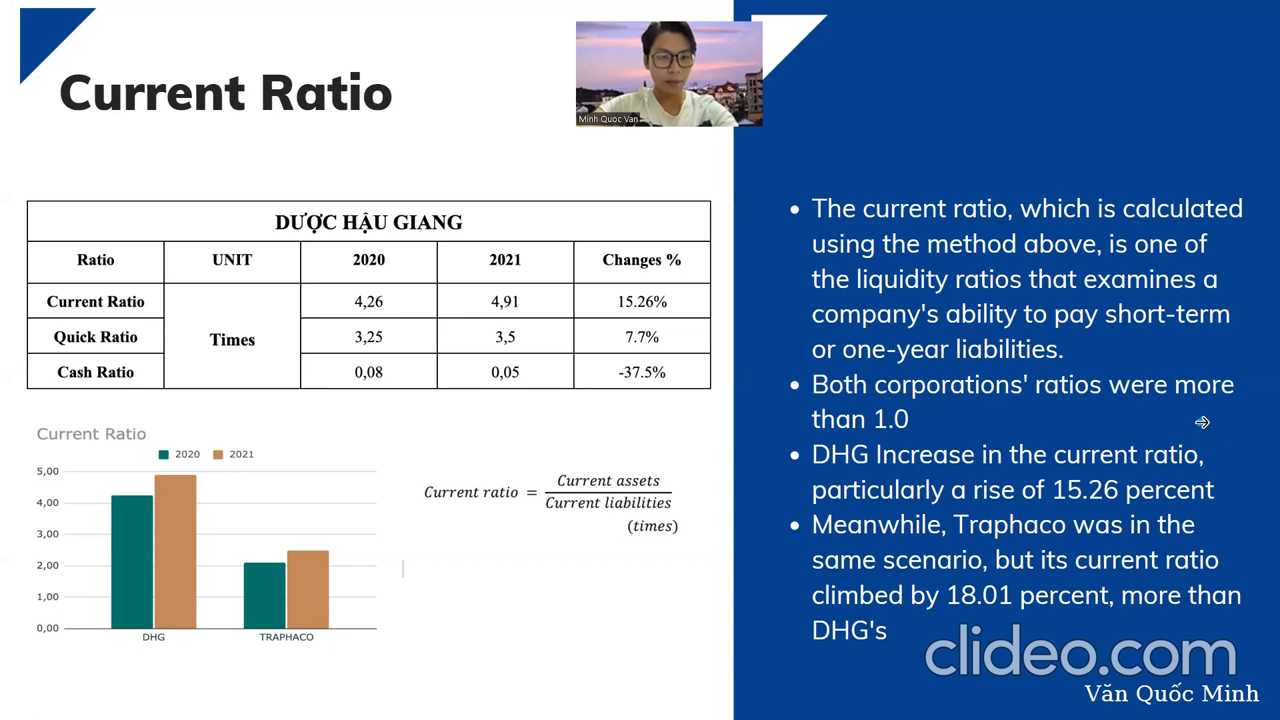 Current Ratio
Minh Quoc Van
DƯỢC HẬU GIANG
Ratio UNIT 2020 2021 Changes %
Current Ratio 4,26 4,91 15.26%
Quick Ratio Times 3,25 3,5 7.7%
Cash Ratio 0,08 0,05 -37.5%
Current Ratio
2020 2021
5,00
4,00
3,00
2,00
1,00
0,00
DHG TRAPHACO
Current ratio = Current assets
Current liabilities
(times)
• The current ratio, which is calculated
using the method above, is one of
the liquidity ratios that examines a
company's ability to pay short-term
or one-year liabilities.
• Both corporations' ratios were more
than 1.0
• DHG Increase in the current ratio,
particularly a rise of 15.26 percent
• Meanwhile, Traphaco was in the
same scenario, but its current ratio
climbed by 18.01 percent, more than
DHG's
clideo.com
Văn Quốc Minh